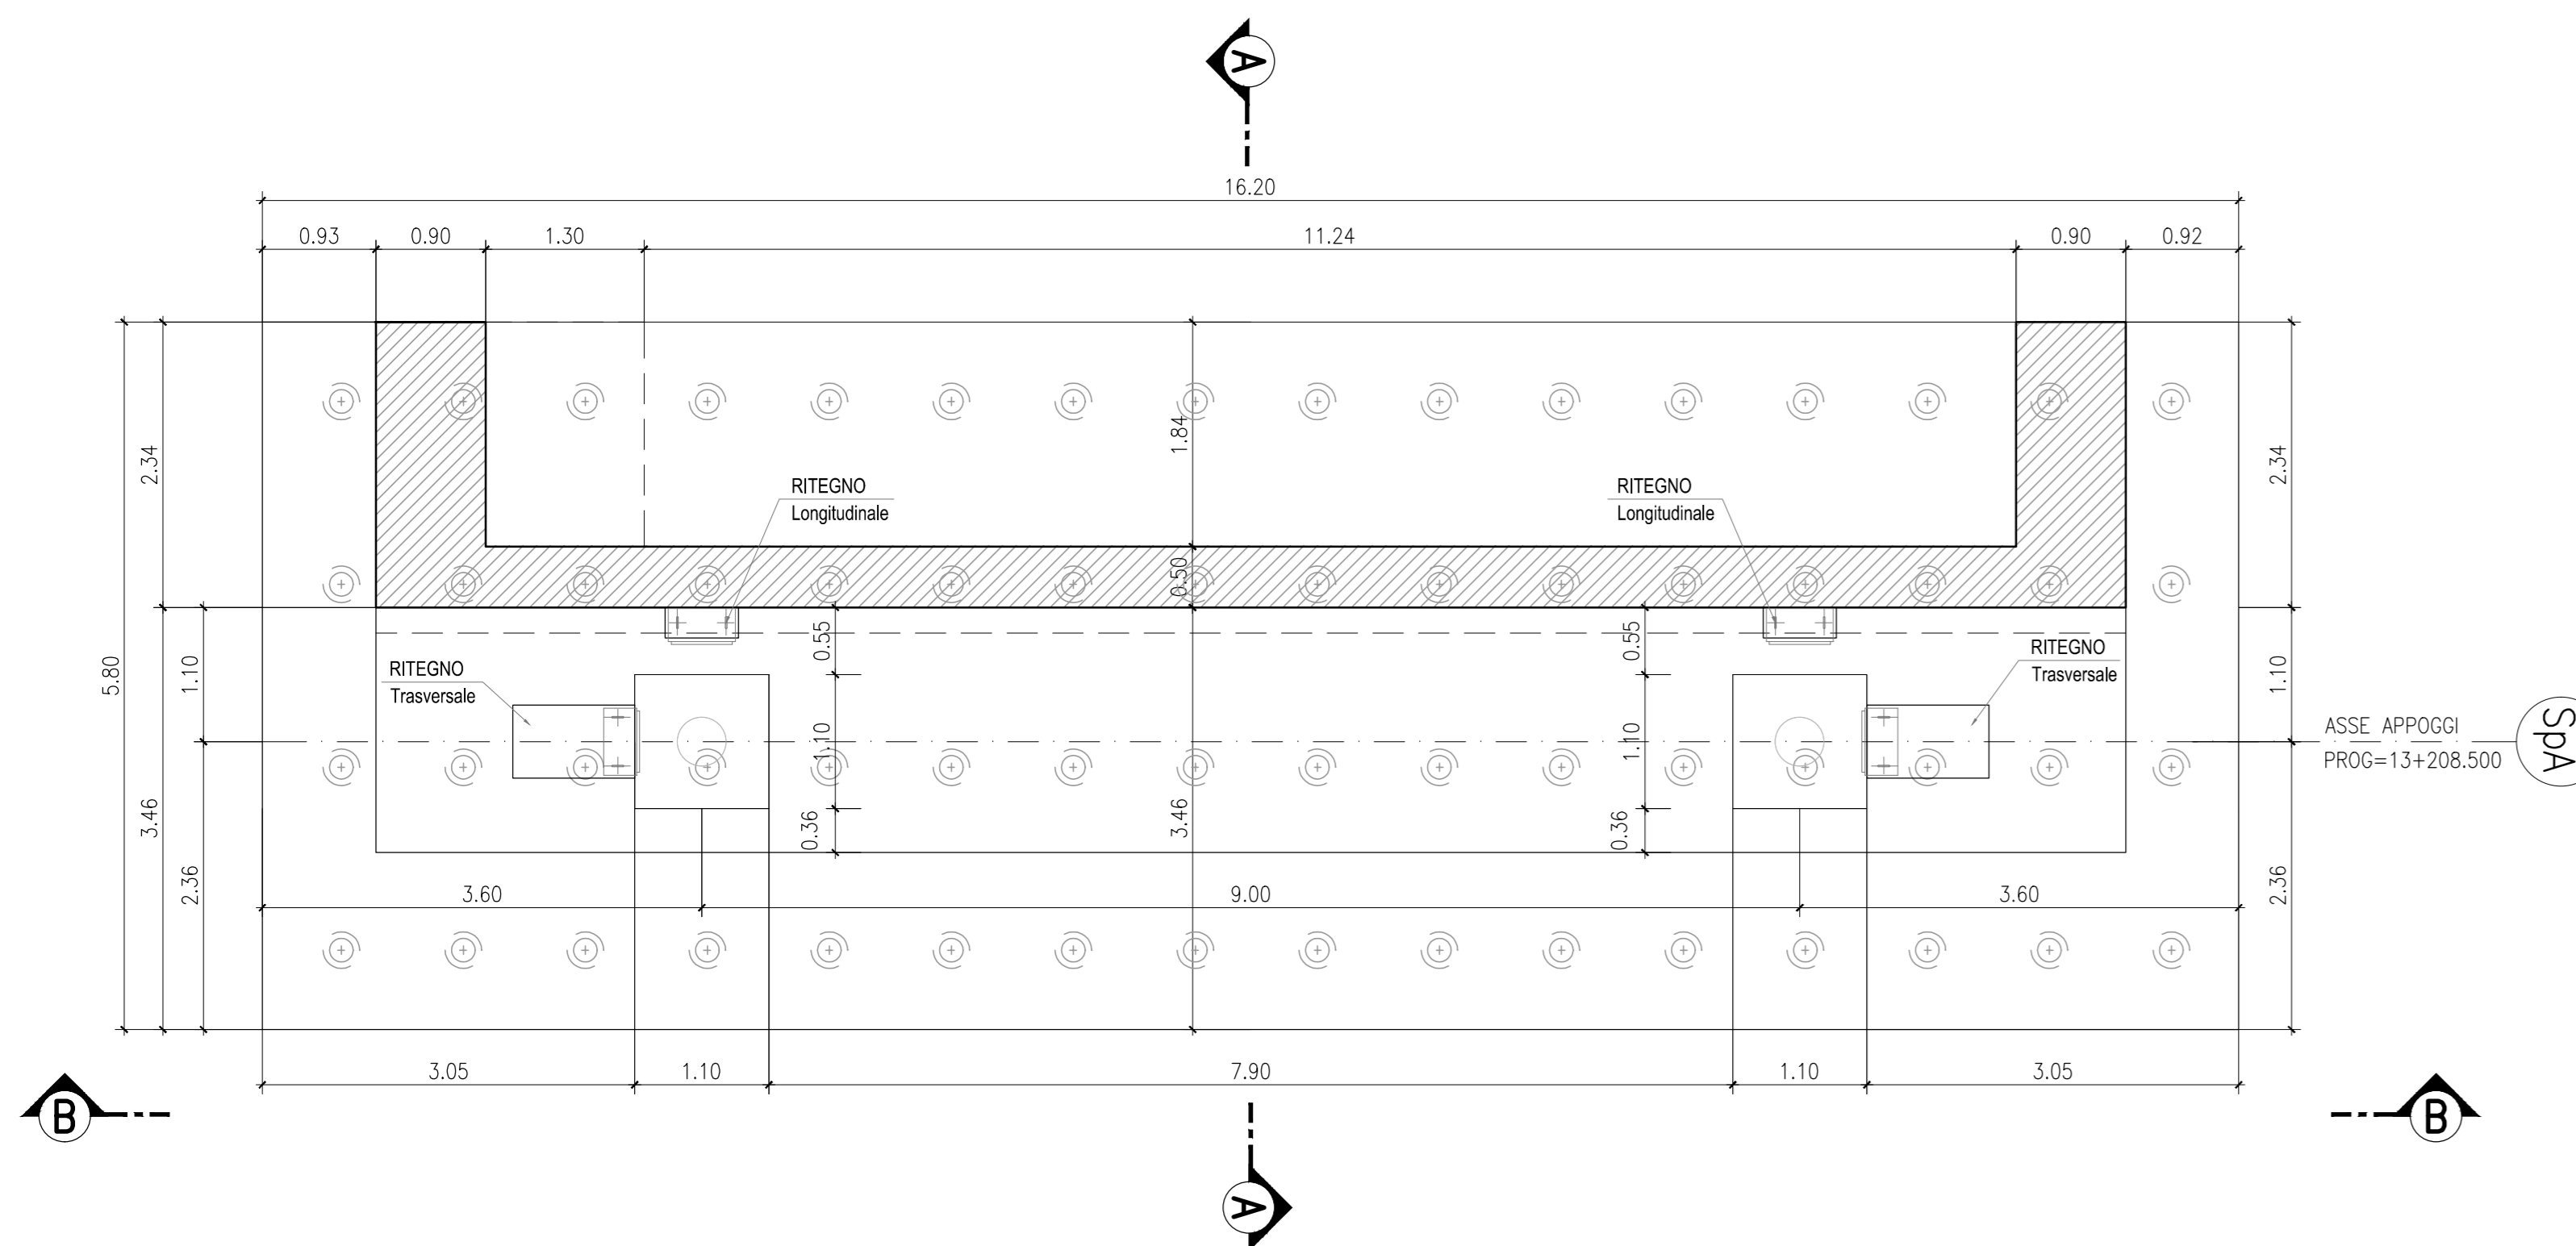 A
16.20
0.93
0.90
1.30
11.24
0.90
0.92
5.80
2.34
3.46
1.10
2.36
1.84
0.50
3.46
2.34
1.10
2.36
RITEGNO
Longitudinale
RITEGNO
Longitudinale
RITEGNO
Trasversale
RITEGNO
Trasversale
0.55
1.10
0.36
0.55
1.10
0.36
ASSE APPOGGI
PROG=13+208.500
SpA
3.60
9.00
3.60
3.05
1.10
7.90
1.10
3.05
B
B
A